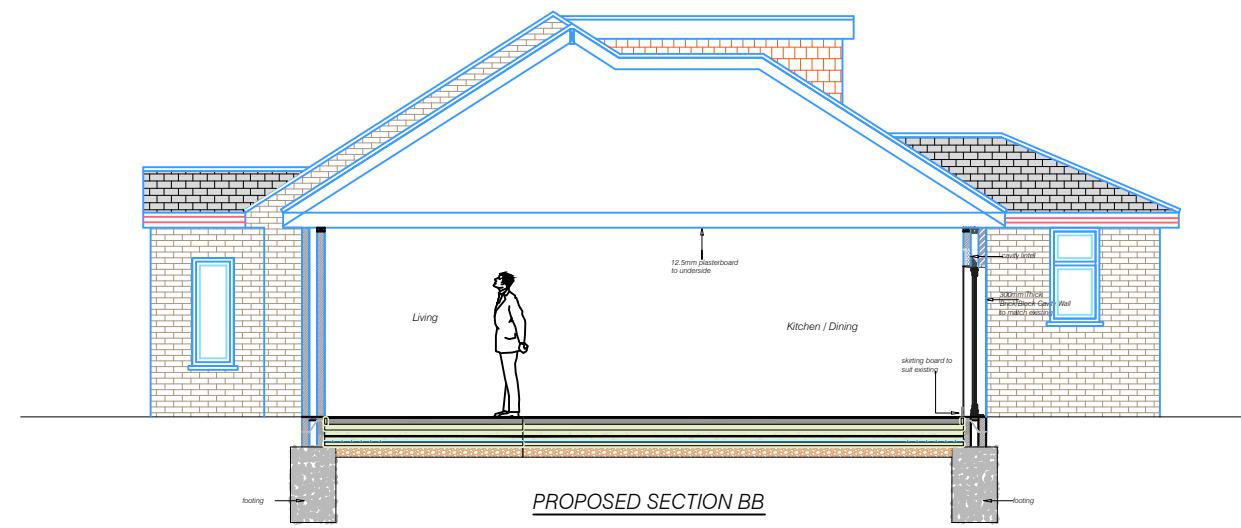 12.5mm plasterboard
to underside
cavity lintel
300mm Thick
Brick/Block Cavity Wall
to match existing
Living
Kitchen / Dining
skirting board to
suit existing
footing
PROPOSED SECTION BB
footing